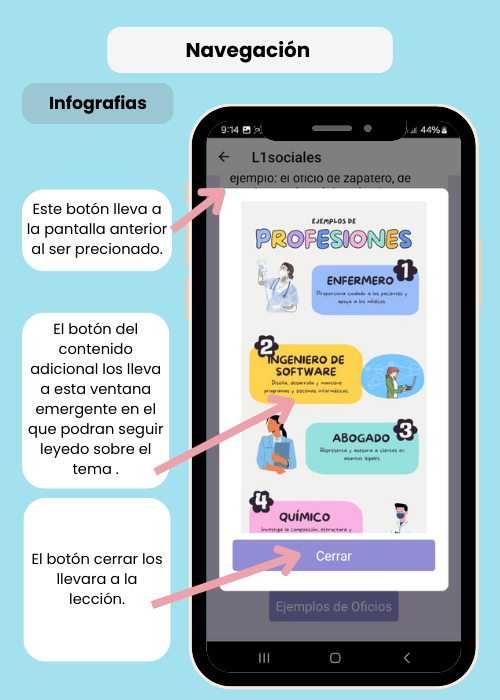 Navegación
Infografias
9:14
44%
L1sociales
ejemplo: el oficio de zapatero, de
Este botón lleva a
la pantalla anterior
al ser precionado.
EJEMPLOS DE
PROFESIONES
1
ENFERMERO
Proporciona cuidado a los pacientes y
apoya a los médicos.
El botón del
contenido
adicional los lleva
a esta ventana
emergente en el
que podran seguir
leyedo sobre el
tema .
2
INGENIERO DE
SOFTWARE
Diseña, desarrolla y mantiene
programas y sistemas informáticos.
3
ABOGADO
Representa y asesora a clientes en
asuntos legales.
4
QUÍMICO
Investiga la composición, estructura y
El botón cerrar los
llevara a la
lección.
Cerrar
Ejemplos de Oficios